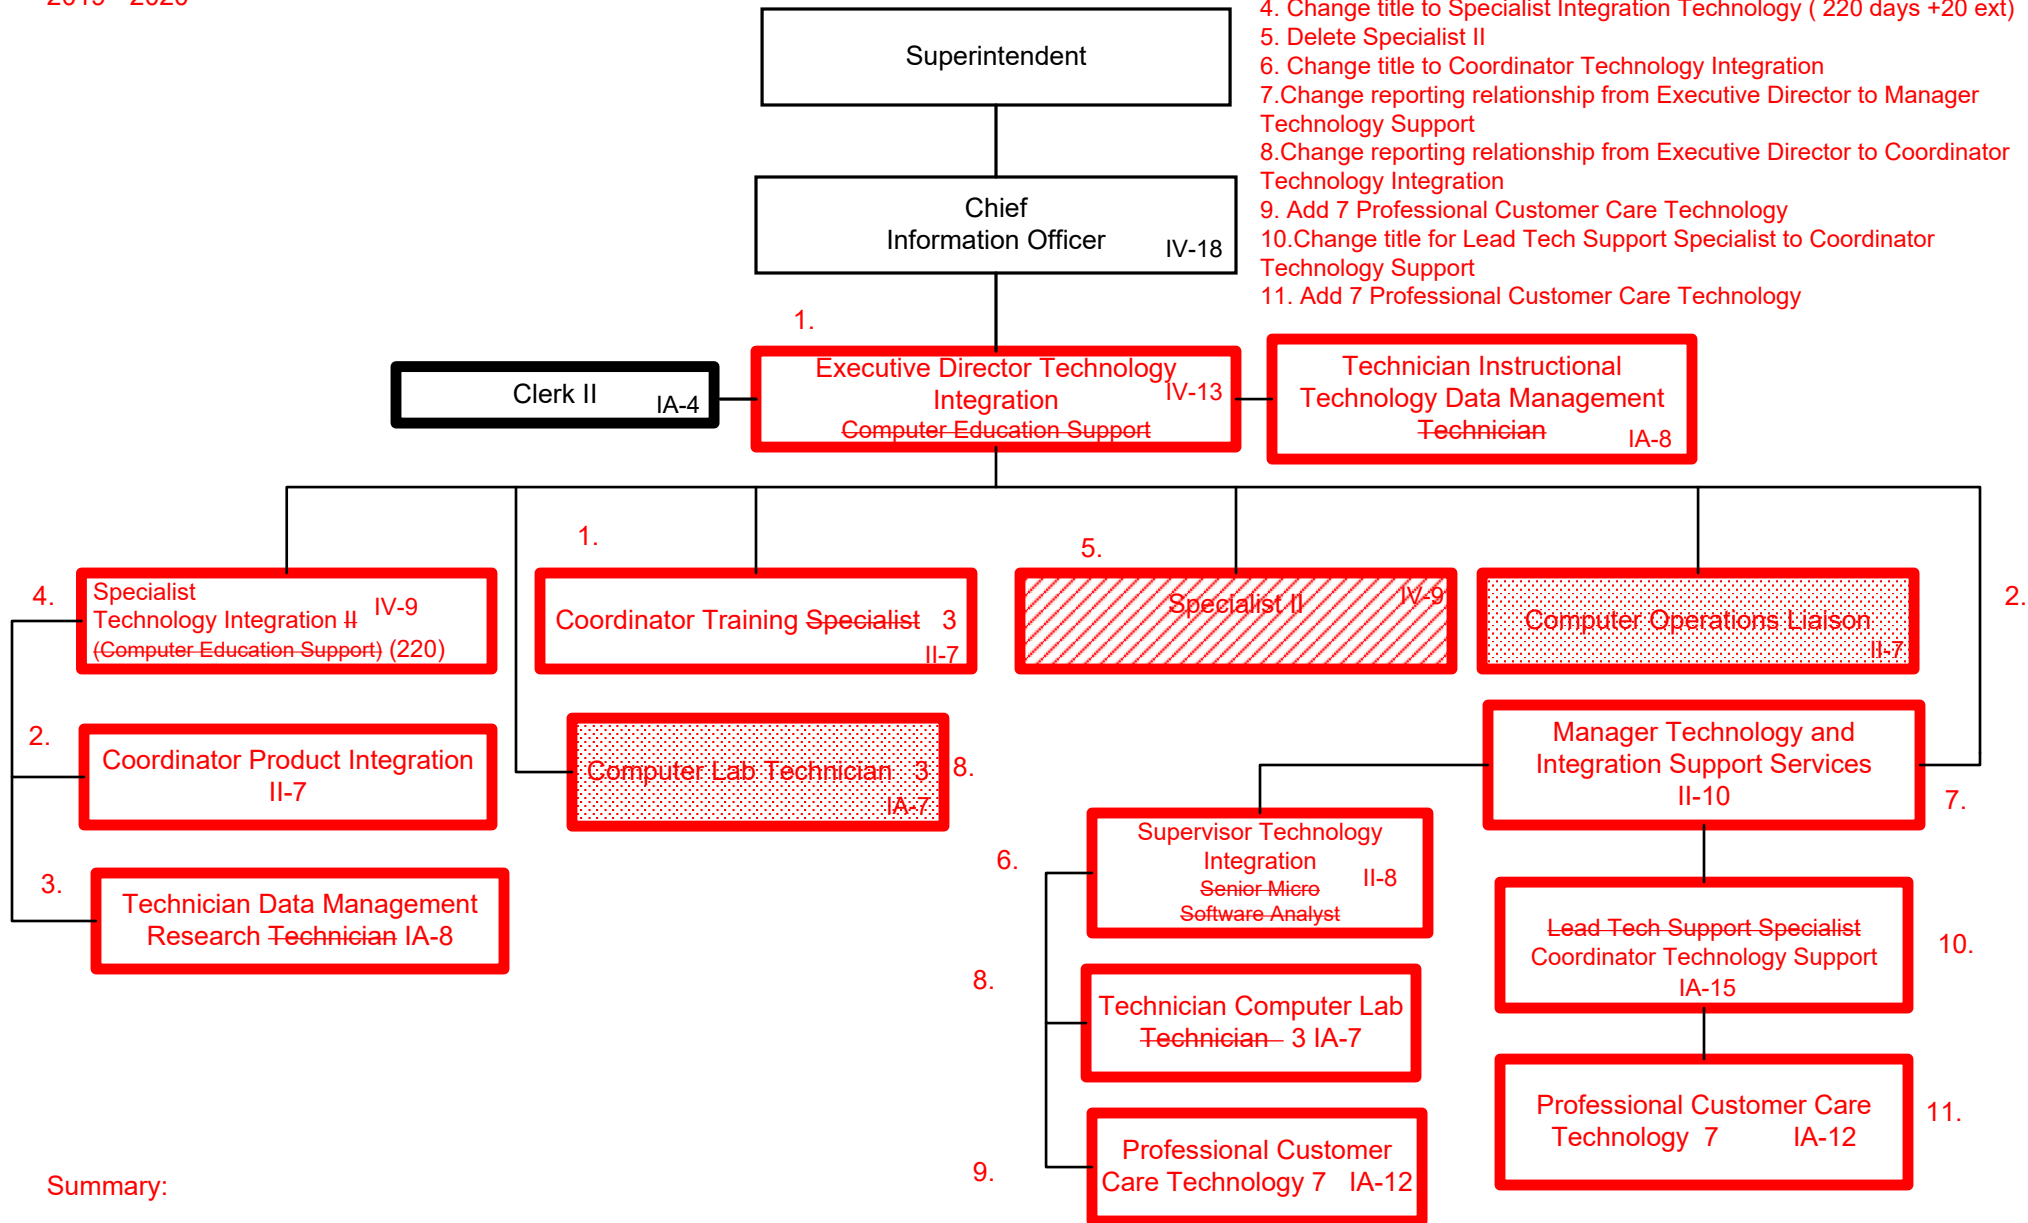 2019 - 2020
4. Change title to Specialist Integration Technology ( 220 days +20 ext)
5. Delete Specialist II
6. Change title to Coordinator Technology Integration
7.Change reporting relationship from Executive Director to Manager
Technology Support
8.Change reporting relationship from Executive Director to Coordinator
Technology Integration
9. Add 7 Professional Customer Care Technology
10.Change title for Lead Tech Support Specialist to Coordinator
Technology Support
11. Add 7 Professional Customer Care Technology
Superintendent
Chief
Information Officer
IV-18
1.
Clerk II
IA-4
Executive Director Technology
Integration
IV-13
Computer Education Support
Technician Instructional
Technology Data Management
Technician
IA-8
4.
Specialist
Technology Integration II
IV-9
(Computer Education Support) (220)
1.
Coordinator Training Specialist 3
II-7
5.
Specialist II
IV-9
Computer Operations Liaison
II-7
2.
2.
Coordinator Product Integration
II-7
Computer Lab Technician 3
IA-7
8.
Manager Technology and
Integration Support Services
II-10
7.
3.
Technician Data Management
Research Technician IA-8
6.
Supervisor Technology
Integration
Senior Micro
Software Analyst
II-8
Lead Tech Support Specialist
Coordinator Technology Support
IA-15
10.
8.
Technician Computer Lab
Technician 3 IA-7
Professional Customer Care
Technology 7 IA-12
11.
9.
Professional Customer
Care Technology 7 IA-12
Summary: